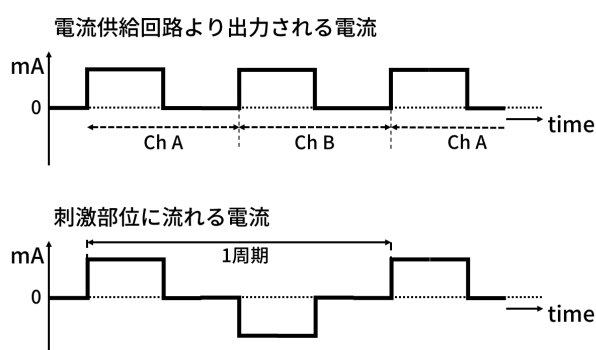 電流供給回路より出力される電流
mA
0
time
Ch A
Ch B
Ch A
刺激部位に流れる電流
mA
1周期
0
time